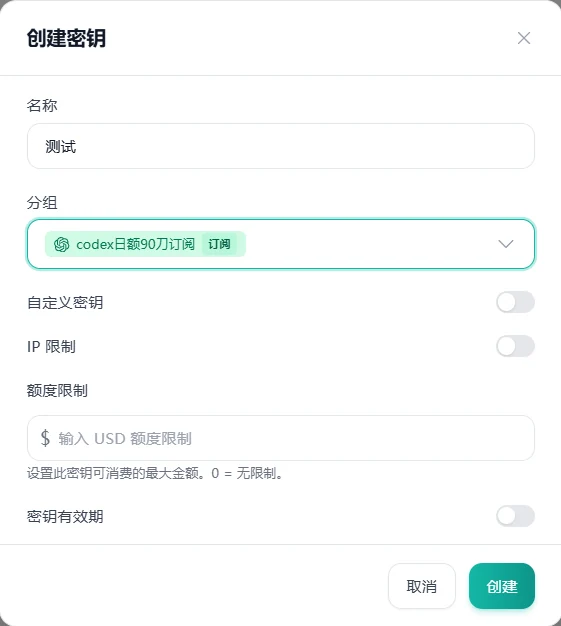 创建密钥
名称
测试
分组
codex日额90刀订阅 订阅
自定义密钥
IP 限制
额度限制
$ 输入 USD 额度限制
设置此密钥可消费的最大金额。0 = 无限制。
密钥有效期
取消 创建